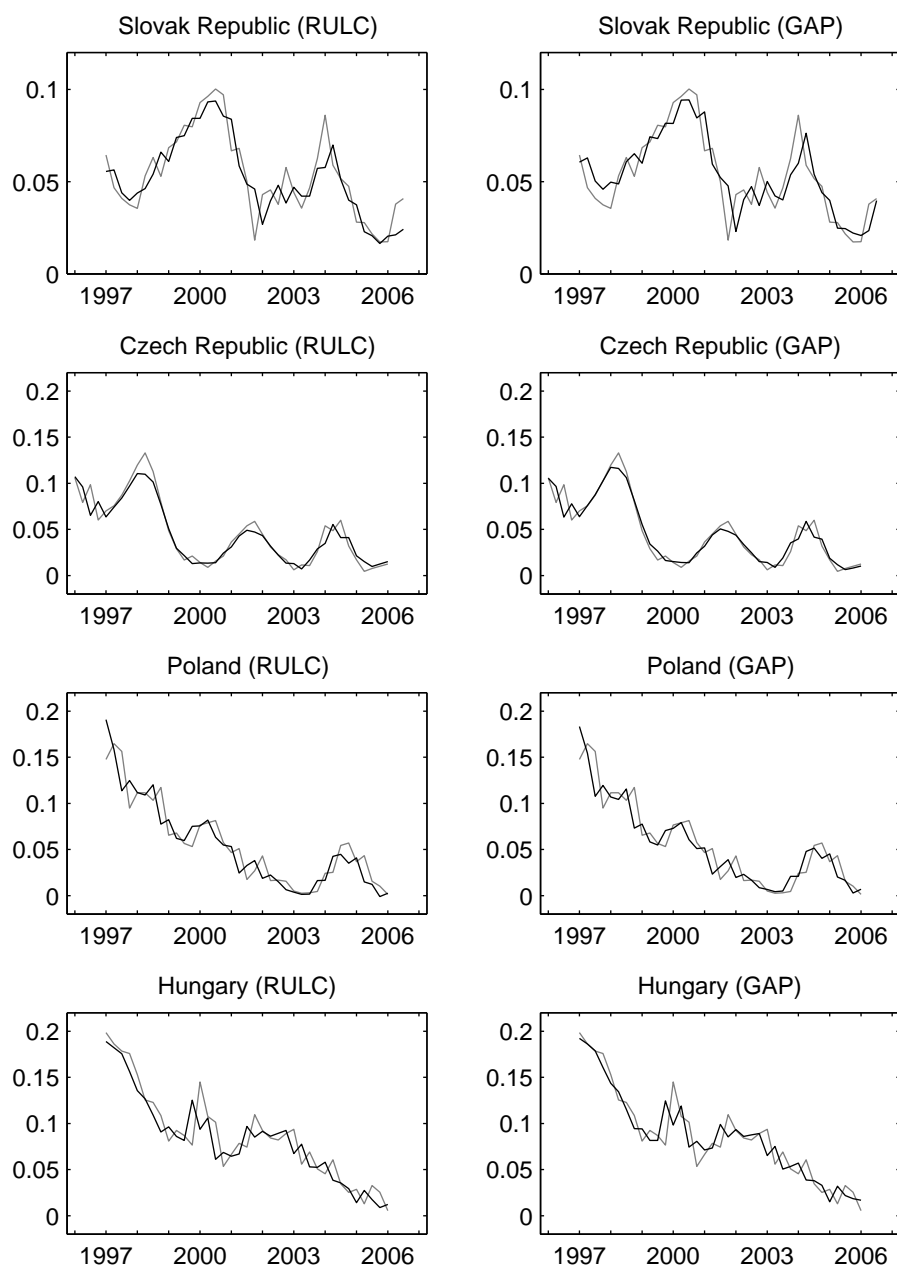 Slovak Republic (RULC)
0.1
0.05
0
1997 2000 2003 2006
Slovak Republic (GAP)
0.1
0.05
0
1997 2000 2003 2006
Czech Republic (RULC)
0.2
0.15
0.1
0.05
0
1997 2000 2003 2006
Czech Republic (GAP)
0.2
0.15
0.1
0.05
0
1997 2000 2003 2006
Poland (RULC)
0.2
0.15
0.1
0.05
0
1997 2000 2003 2006
Poland (GAP)
0.2
0.15
0.1
0.05
0
1997 2000 2003 2006
Hungary (RULC)
0.2
0.15
0.1
0.05
0
1997 2000 2003 2006
Hungary (GAP)
0.2
0.15
0.1
0.05
0
1997 2000 2003 2006